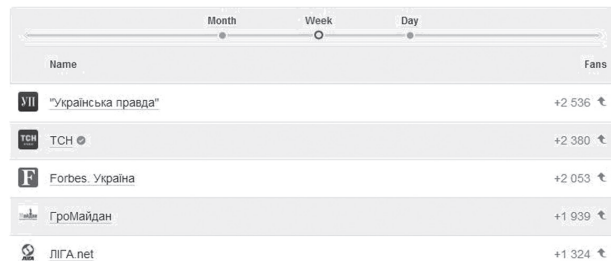 Month Week Day
Name Fans
УП "Українська правда" +2 536
ТСН ТСН +2 380
F Forbes. Україна +2 053
ГроМайдан +1 939
ЛІГА.net +1 324